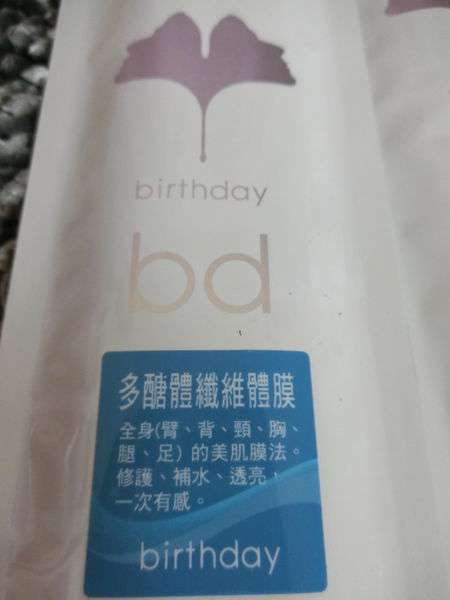 birthday
bd
多醣體纖維體膜
全身(臂、背、頸、胸、
腿、足) 的美肌膜法。
修護、補水、透亮，
一次有感。
birthday